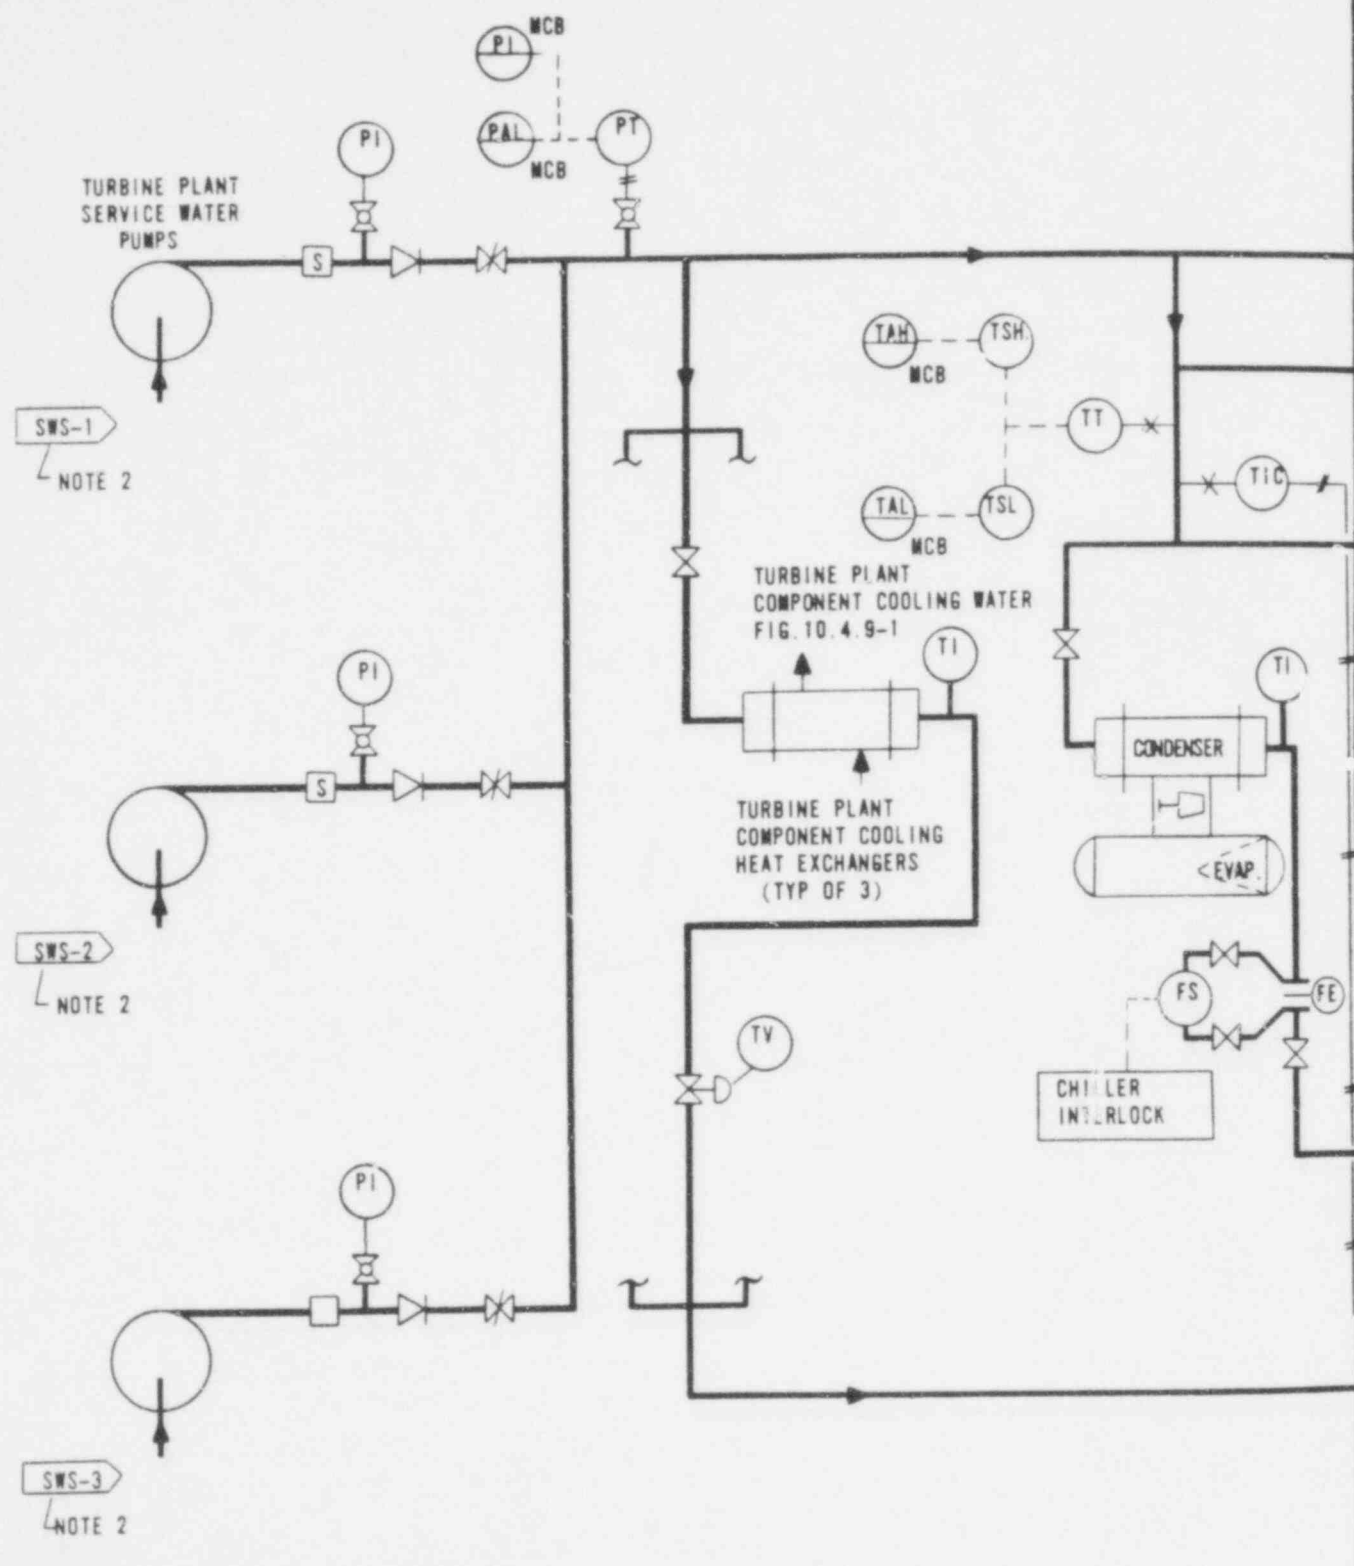 MCB
PI
PI
PAL
PT
MCB
TURBINE PLANT
SERVICE WATER
PUMPS
S
TAH
TSH
MCB
SWS-1
TT
NOTE 2
TIC
TAL
TSL
MCB
TURBINE PLANT
COMPONENT COOLING WATER
FIG.10.4.9-1
TI
PI
TI
CONDENSER
S
TURBINE PLANT
COMPONENT COOLING
HEAT EXCHANGERS
(TYP OF 3)
EVAP.
SWS-2
NOTE 2
FS
FE
TV
CHILLER
INTERLOCK
PI
SWS-3
NOTE 2